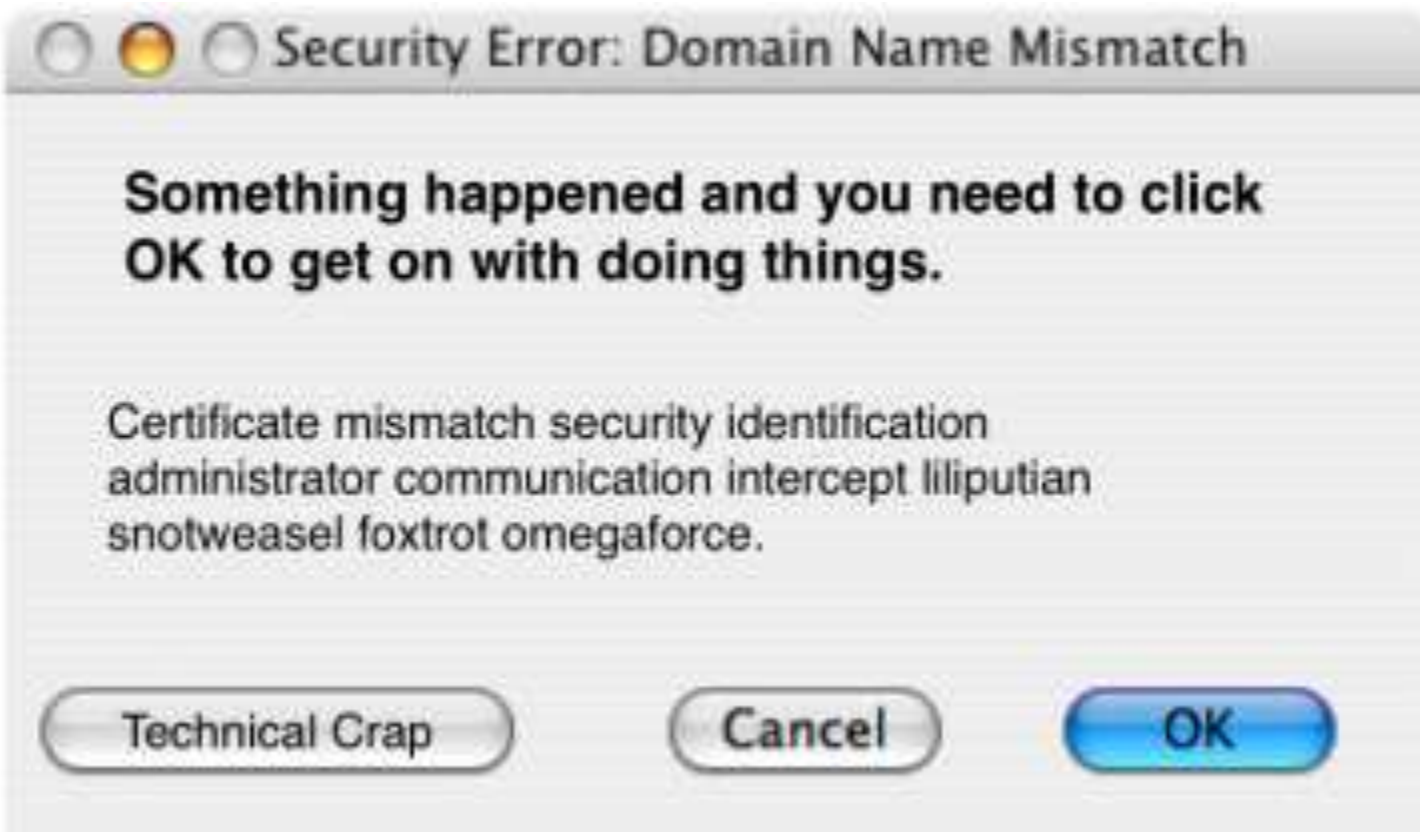 Security Error: Domain Name Mismatch
Something happened and you need to click
OK to get on with doing things.
Certificate mismatch security identification
administrator communication intercept liliputian
snotweasel foxtrot omegaforce.
Technical Crap
Cancel
OK